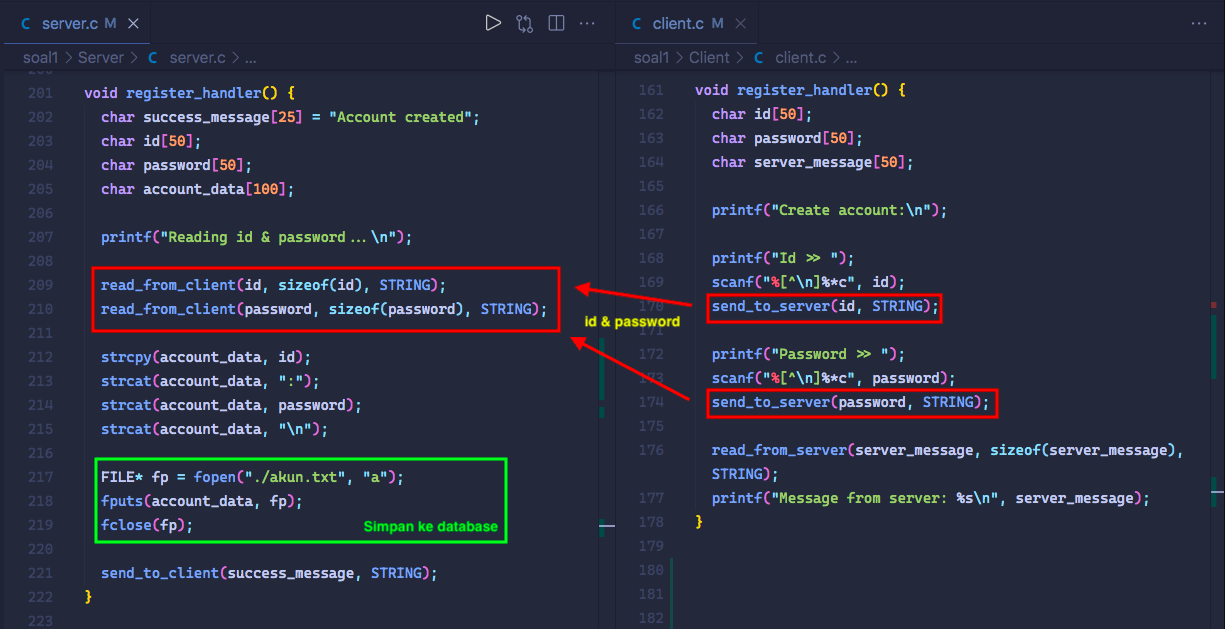 server.c M
soal1 > Server > C server.c > ...
201 void register_handler() {
202 char success_message[25] = "Account created";
203 char id[50];
204 char password[50];
205 char account_data[100];
206
207 printf("Reading id & password...\n");
208
209 read_from_client(id, sizeof(id), STRING);
210 read_from_client(password, sizeof(password), STRING);
211
212 strcpy(account_data, id);
213 strcat(account_data, ":");
214 strcat(account_data, password);
215 strcat(account_data, "\n");
216
217 FILE* fp = fopen("./akun.txt", "a");
218 fputs(account_data, fp);
219 fclose(fp);
Simpan ke database
220
221 send_to_client(success_message, STRING);
222 }
223
id & password
client.c M
soal1 > Client > C client.c > ...
161 void register_handler() {
162 char id[50];
163 char password[50];
164 char server_message[50];
165
166 printf("Create account:\n");
167
168 printf("Id >> ");
169 scanf("%[^\n]%*c", id);
170 send_to_server(id, STRING);
171
172 printf("Password >> ");
173 scanf("%[^\n]%*c", password);
174 send_to_server(password, STRING);
175
176 read_from_server(server_message, sizeof(server_message),
STRING);
177 printf("Message from server: %s\n", server_message);
178 }
179
180
181
182